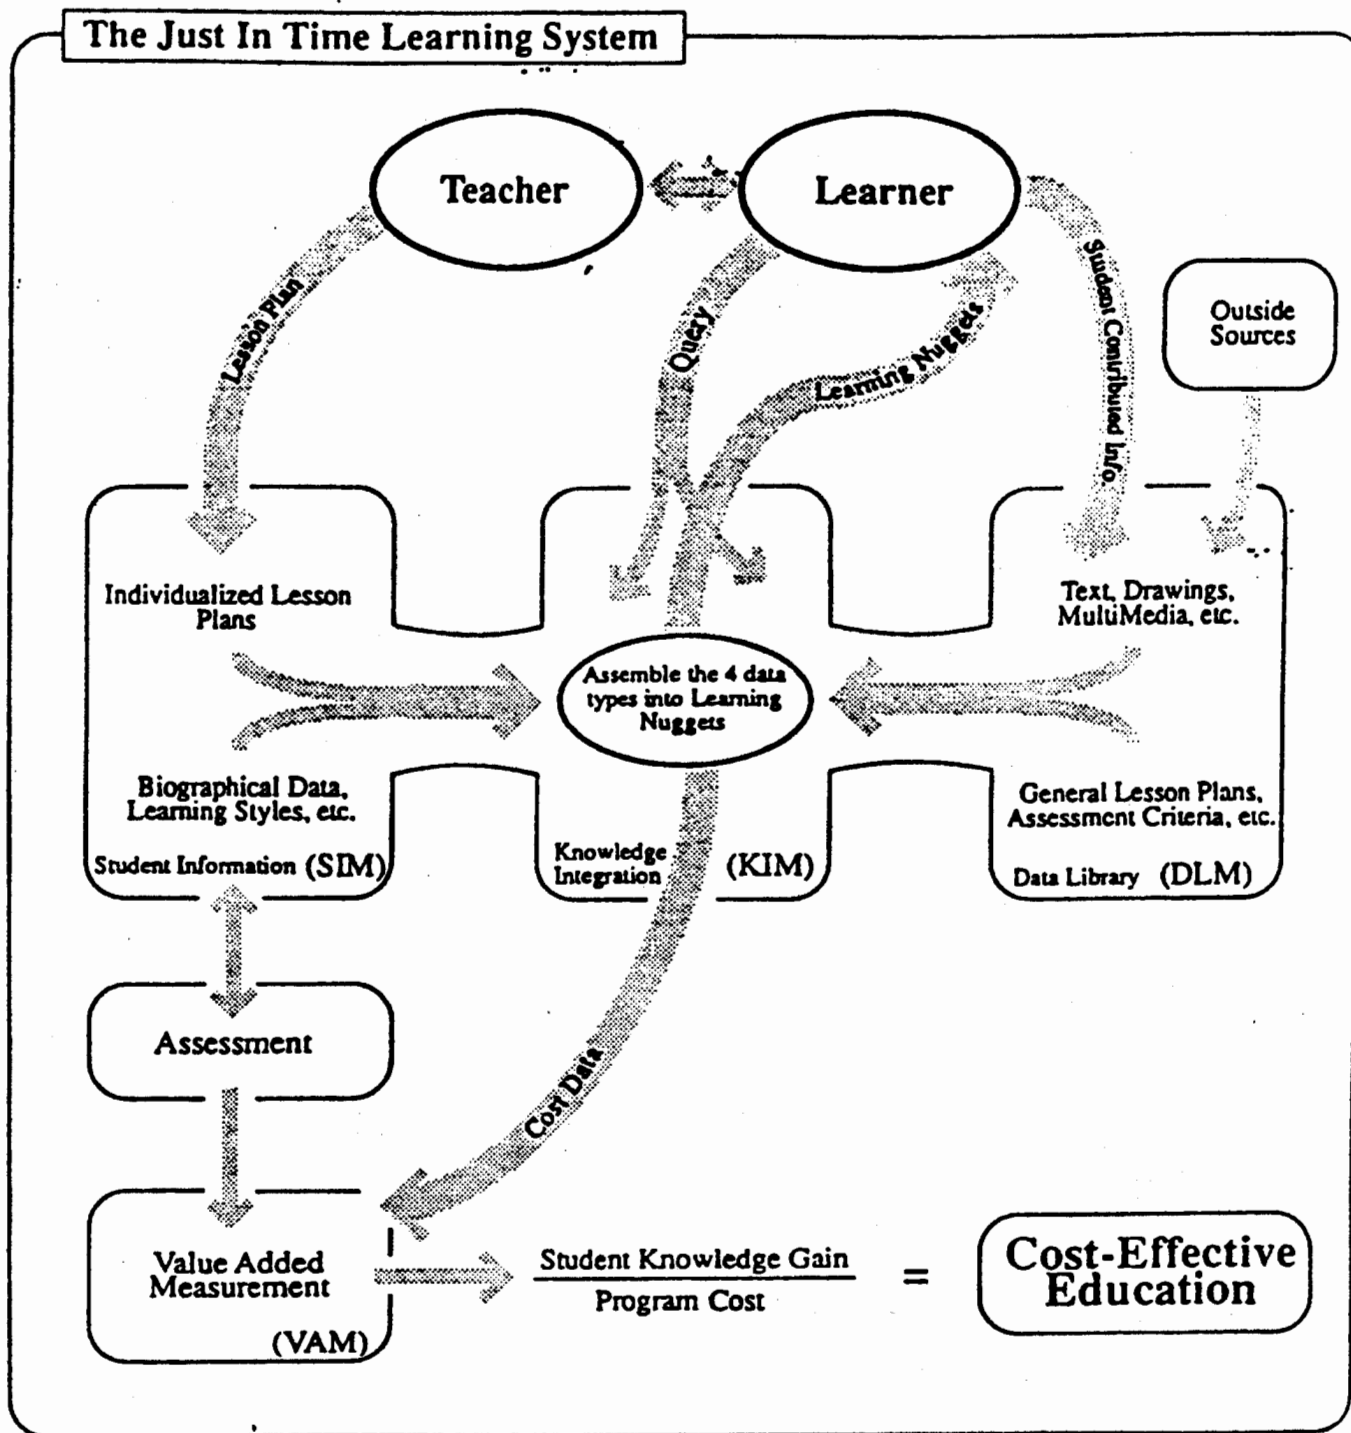 The Just In Time Learning System
Teacher
Learner
Lesson Plan
Query
Learning Nuggets
Student Contributed Info.
Outside
Sources
Individualized Lesson
Plans
Text, Drawings,
MultiMedia, etc.
Assemble the 4 data
types into Learning
Nuggets
Biographical Data,
Learning Styles, etc.
Student Information (SIM)
Knowledge
Integration
(KIM)
General Lesson Plans,
Assessment Criteria, etc.
Data Library (DLM)
Assessment
Cost Data
Value Added
Measurement
(VAM)
Student Knowledge Gain
Program Cost
=
Cost-Effective
Education